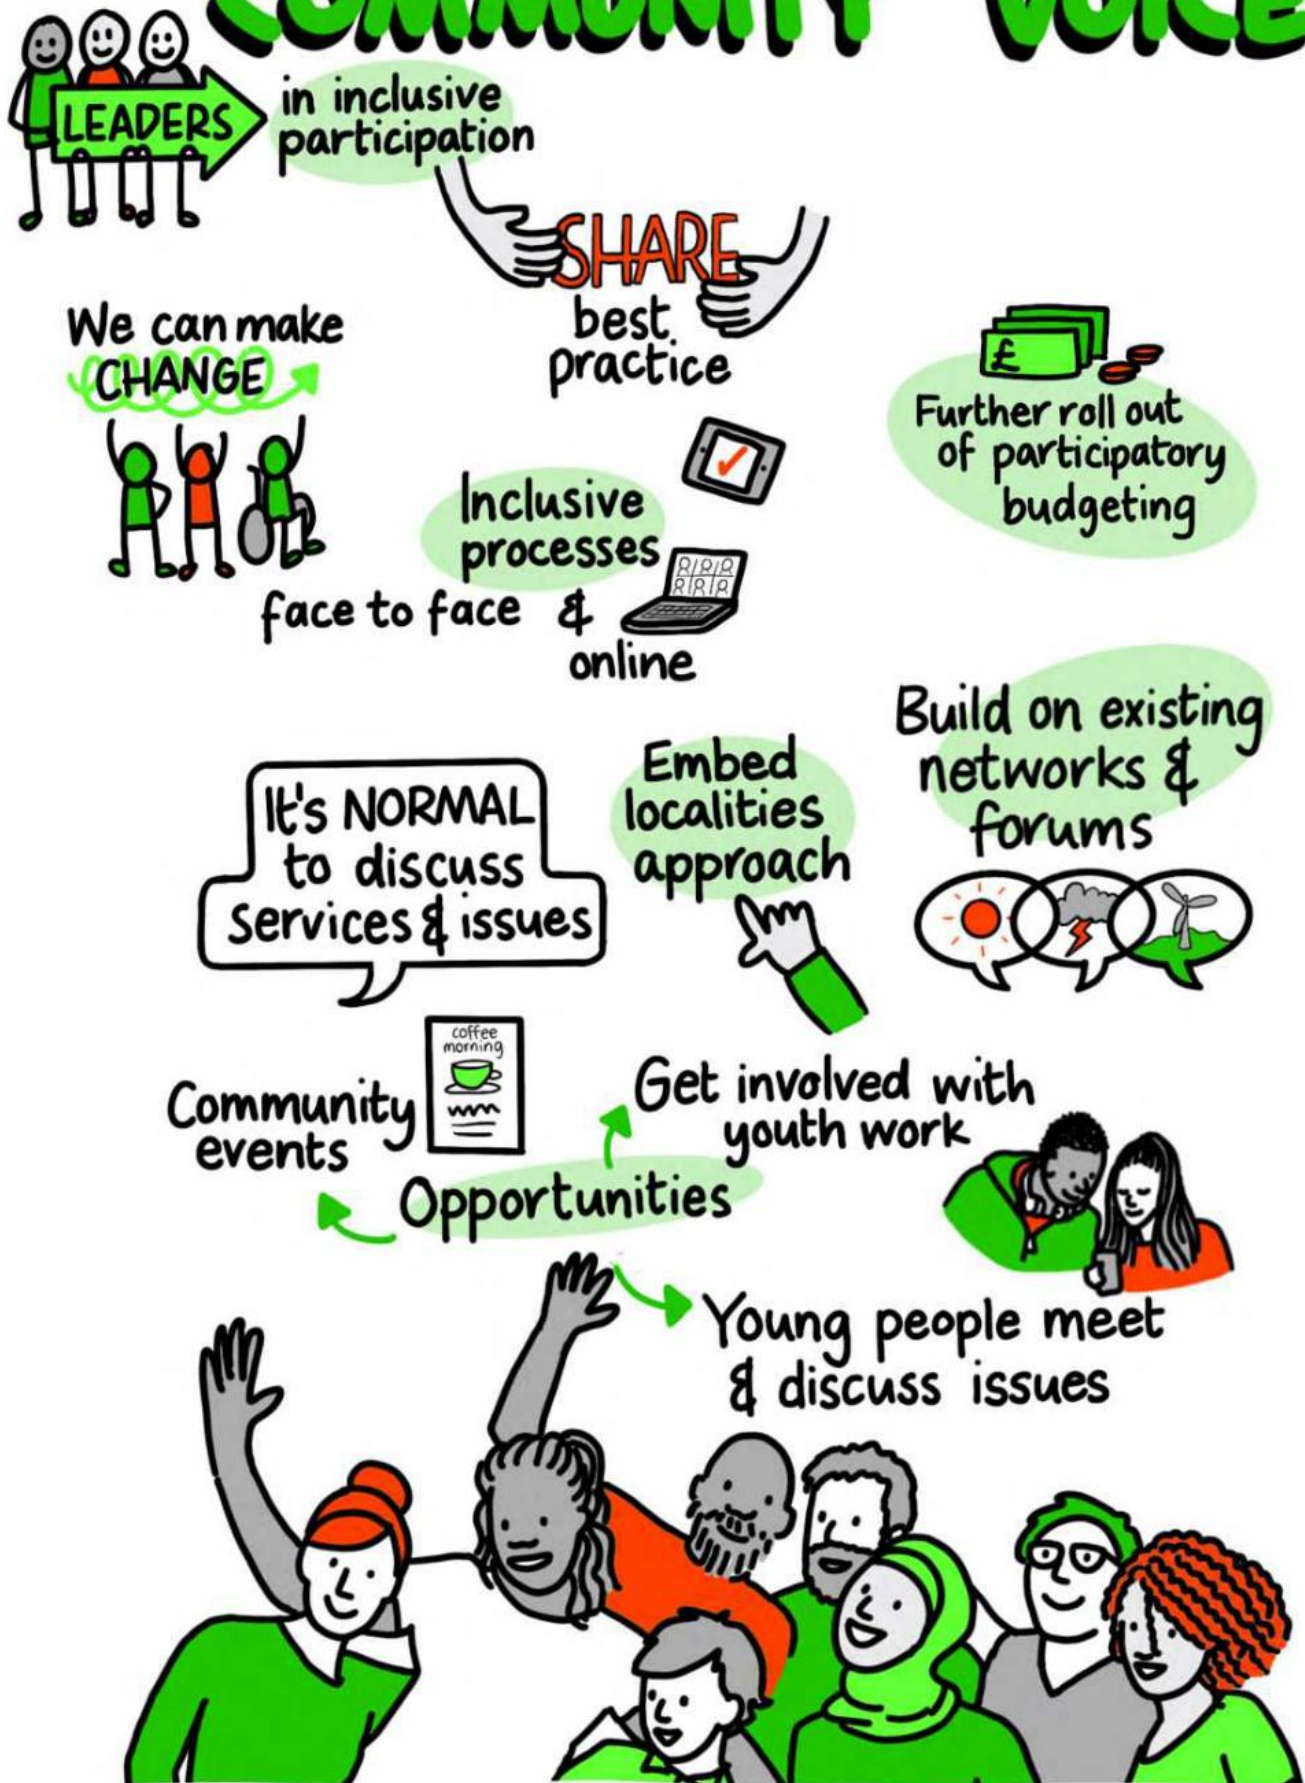 COMMUNITY VOICE
LEADERS
in inclusive
participation
SHARE
best
practice
We can make
CHANGE
£
Further roll out
of participatory
budgeting
Inclusive
processes
face to face &
online
Build on existing
networks &
forums
Embed
localities
approach
It's NORMAL
to discuss
services & issues
coffee
morning
Community
events
Get involved with
youth work
Opportunities
Young people meet
& discuss issues